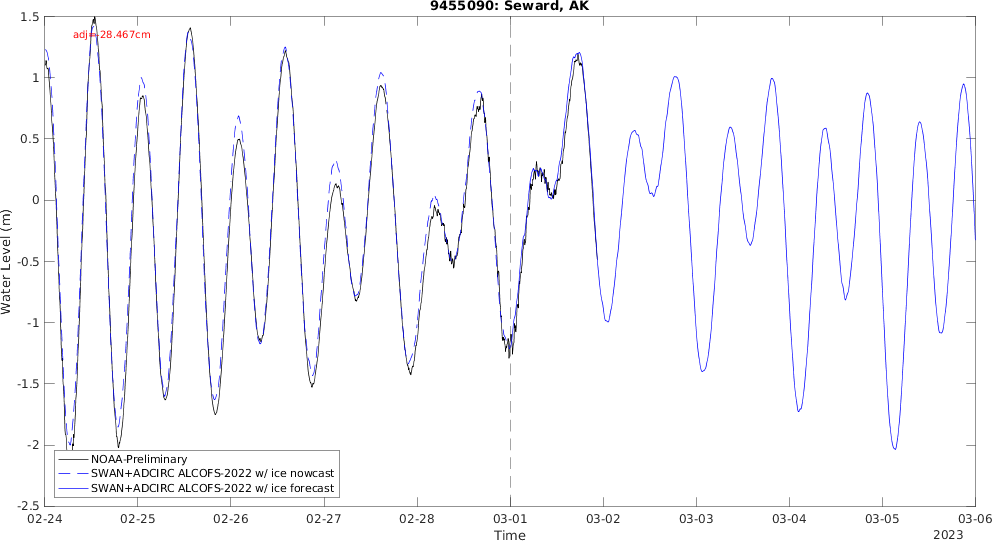 9455090: Seward, AK
1.5
adj=-28.467cm
1
0.5
0
-0.5
-1
-1.5
-2
-2.5
Water Level (m)
NOAA-Preliminary
SWAN+ADCIRC ALCOFS-2022 w/ ice nowcast
SWAN+ADCIRC ALCOFS-2022 w/ ice forecast
02-24 02-25 02-26 02-27 02-28 03-01 03-02 03-03 03-04 03-05 03-06
Time
2023